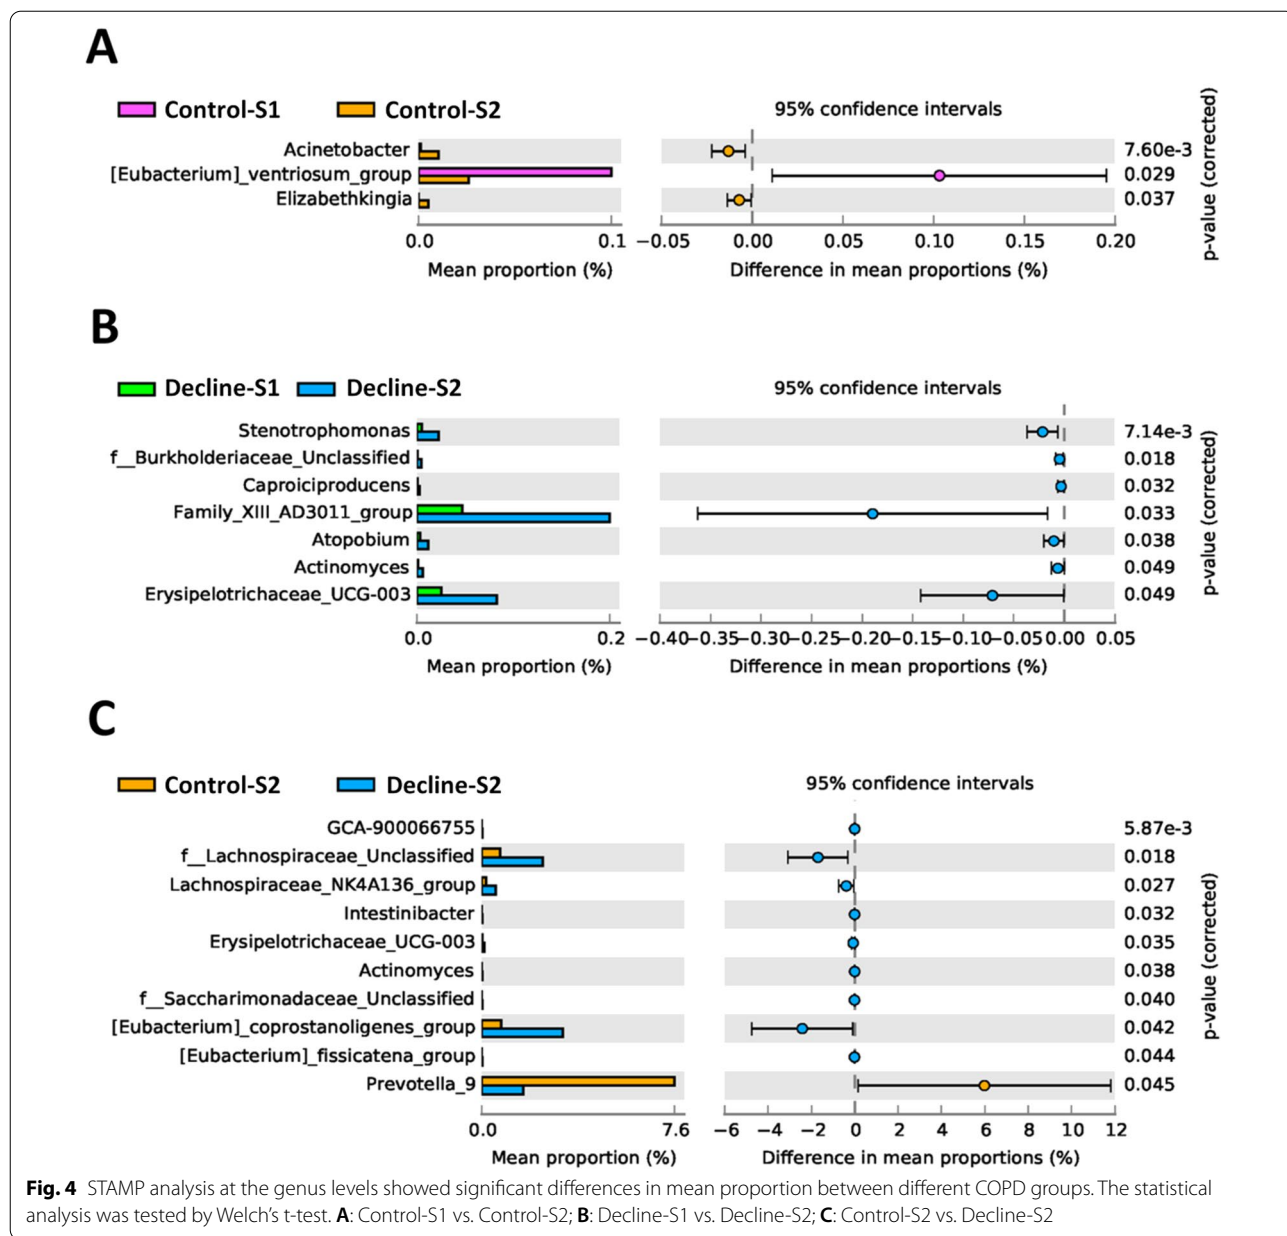 A
Control-S1 Control-S2 95% confidence intervals
Acinetobacter 7.60e-3
[Eubacterium]_ventriosum_group 0.029
Elizabethkingia 0.037
p-value (corrected)
0.0 0.1 −0.05 0.00 0.05 0.10 0.15 0.20
Mean proportion (%) Difference in mean proportions (%)
B
Decline-S1 Decline-S2 95% confidence intervals
Stenotrophomonas 7.14e-3
f__Burkholderiaceae_Unclassified 0.018
Caproiciproducens 0.032
Family_XIII_AD3011_group 0.033
Atopobium 0.038
Actinomyces 0.049
Erysipelotrichaceae_UCG-003 0.049
p-value (corrected)
0.0 0.2 −0.40−0.35−0.30−0.25−0.20−0.15−0.10−0.05 0.00 0.05
Mean proportion (%) Difference in mean proportions (%)
C
Control-S2 Decline-S2 95% confidence intervals
GCA-900066755 5.87e-3
f__Lachnospiraceae_Unclassified 0.018
Lachnospiraceae_NK4A136_group 0.027
Intestinibacter 0.032
Erysipelotrichaceae_UCG-003 0.035
Actinomyces 0.038
f__Saccharimonadaceae_Unclassified 0.040
[Eubacterium]_coprostanoligenes_group 0.042
[Eubacterium]_fissicatena_group 0.044
Prevotella_9 0.045
p-value (corrected)
0.0 7.6 −6 −4 −2 0 2 4 6 8 10 12
Mean proportion (%) Difference in mean proportions (%)
Fig. 4 STAMP analysis at the genus levels showed significant differences in mean proportion between different COPD groups. The statistical
analysis was tested by Welch's t-test. A: Control-S1 vs. Control-S2; B: Decline-S1 vs. Decline-S2; C: Control-S2 vs. Decline-S2